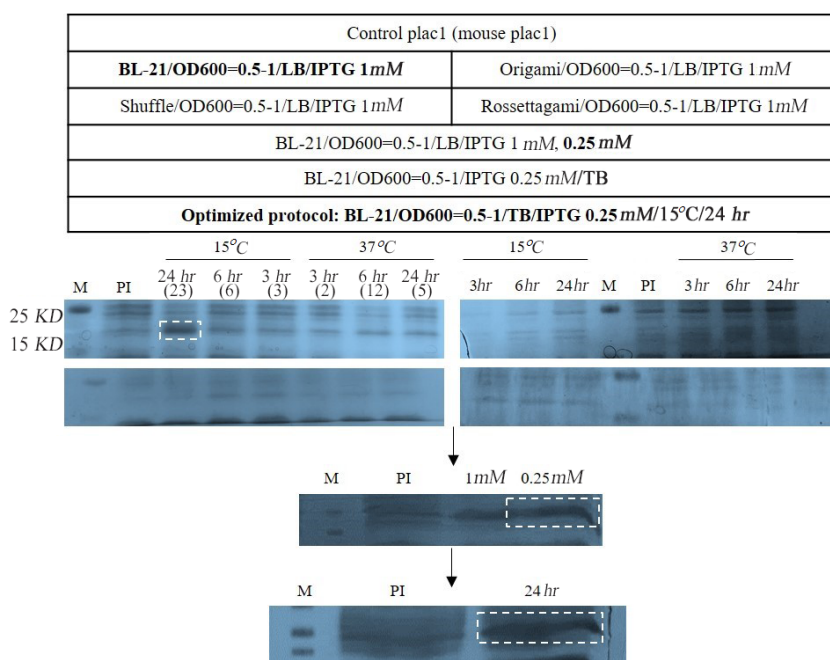 Control plac1 (mouse plac1)
BL-21/OD600=0.5-1/LB/IPTG 1mM
Origami/OD600=0.5-1/LB/IPTG 1mM
Shuffle/OD600=0.5-1/LB/IPTG 1mM
Rossettagami/OD600=0.5-1/LB/IPTG 1mM
BL-21/OD600=0.5-1/LB/IPTG 1 mM, 0.25 mM
BL-21/OD600=0.5-1/IPTG 0.25 mM/TB
Optimized protocol: BL-21/OD600=0.5-1/TB/IPTG 0.25 mM/15°C/24 hr
15°C 37°C 15°C 37°C
M PI 24 hr 6 hr 3 hr 3 hr 6 hr 24 hr 3hr 6hr 24hr M PI 3hr 6hr 24hr
(23) (6) (3) (2) (12) (5)
25 KD
15 KD
M PI 1mM 0.25mM
M PI 24 hr